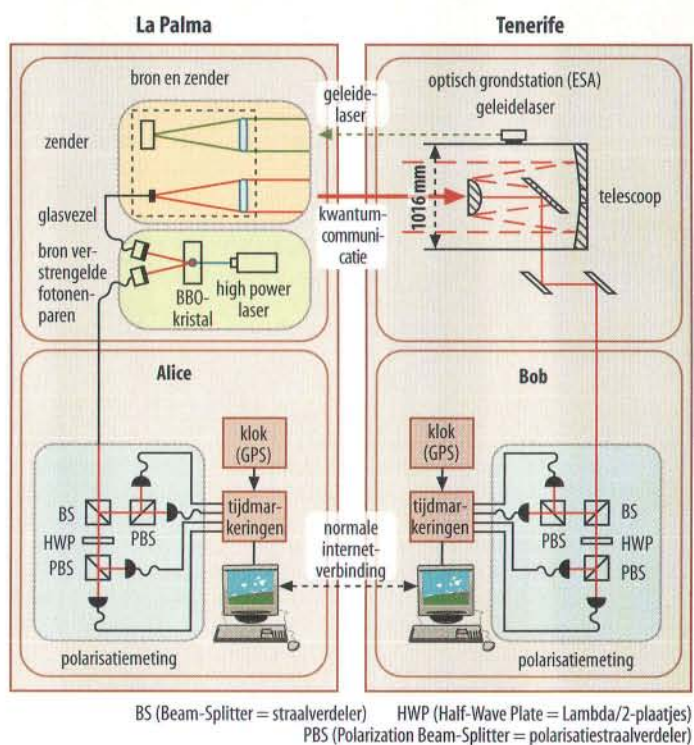 La Palma
bron en zender
zender
glasvezel
bron ver-
strengelde
fotonen-
paren
BBO-
kristal
high power
laser
geleide-
laser
kwantum-
communi-
catie
Tenerife
optisch grondstation (ESA)
geleidelaser
1016 mm
telescoop
Alice
klok
(GPS)
tijdmar-
keringen
BS
PBS
HWP
PBS
polarisatiemeting
normale
internet-
verbinding
Bob
klok
(GPS)
tijdmar-
keringen
BS
PBS
HWP
PBS
polarisatiemeting
BS (Beam-Splitter = straalverdeler) HWP (Half-Wave Plate = Lambda/2-plaatjes)
PBS (Polarization Beam-Splitter = polarisatiestraalverdeler)